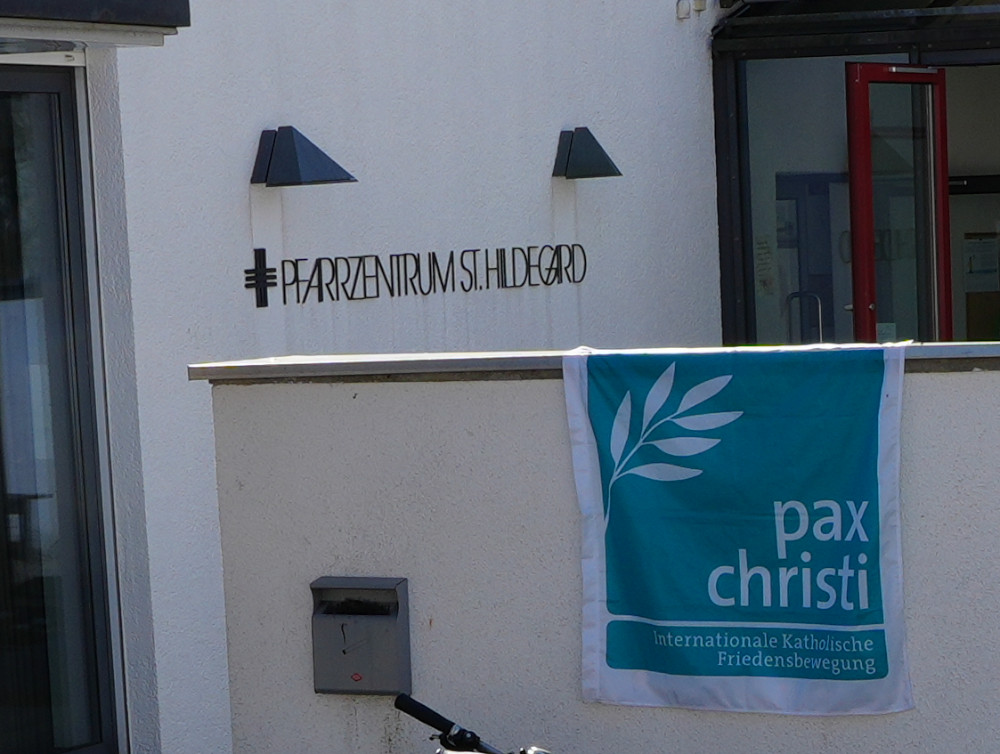 PFARRZENTRUM ST. HILDEGARD
pax
christi
Internationale Katholische
Friedensbewegung